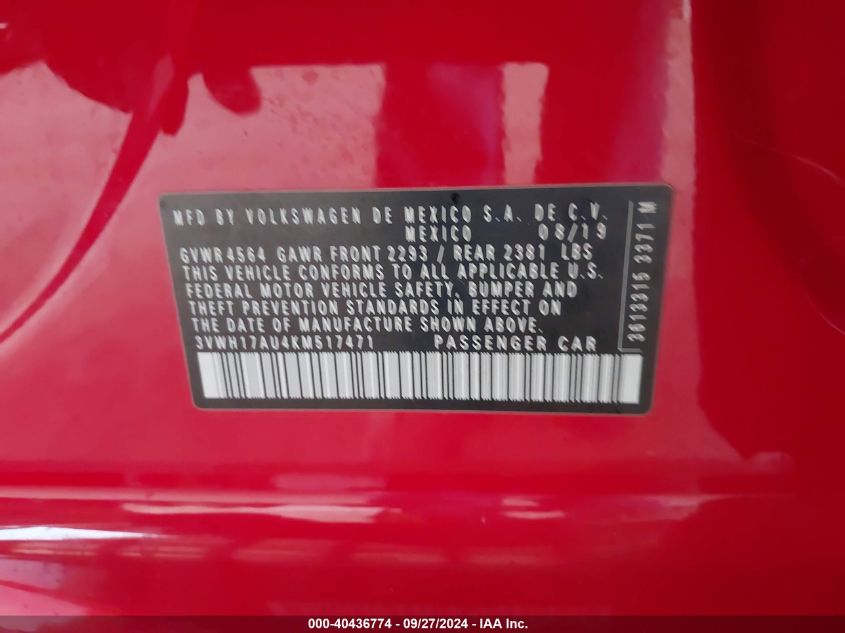 MFD BY VOLKSWAGEN DE MEXICO S.A. DE C.V.
MEXICO 08/19
GVWR 4564 GAWR FRONT 2293 / REAR 2381 LBS
THIS VEHICLE CONFORMS TO ALL APPLICABLE U.S.
FEDERAL MOTOR VEHICLE SAFETY, BUMPER AND
THEFT PREVENTION STANDARDS IN EFFECT ON
THE DATE OF MANUFACTURE SHOWN ABOVE.
3VWH17AU4KM517471 PASSENGER CAR
3613315 3371 M
000-40436774 - 09/27/2024 - IAA Inc.